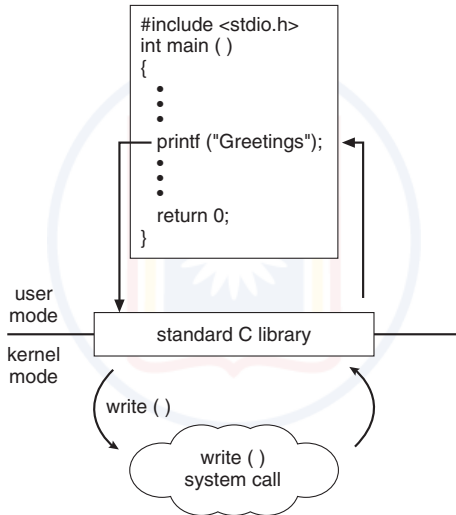 #include <stdio.h>
int main ( )
{
•
•
•
printf ("Greetings");
•
•
•
return 0;
}
user
mode
standard C library
kernel
mode
write ( )
write ( )
system call